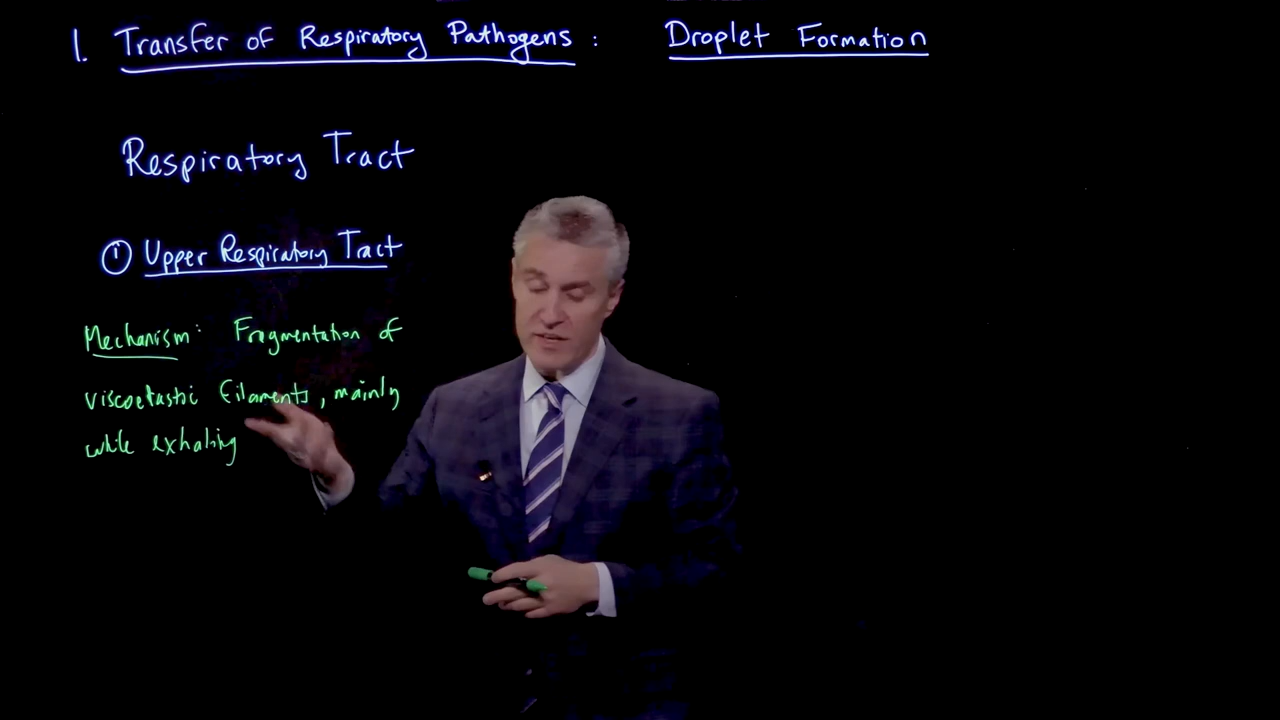 1. Transfer of Respiratory Pathogens: Droplet Formation
Respiratory Tract
① Upper Respiratory Tract
Mechanism: Fragmentation of
viscoelastic filaments, mainly
while exhaling